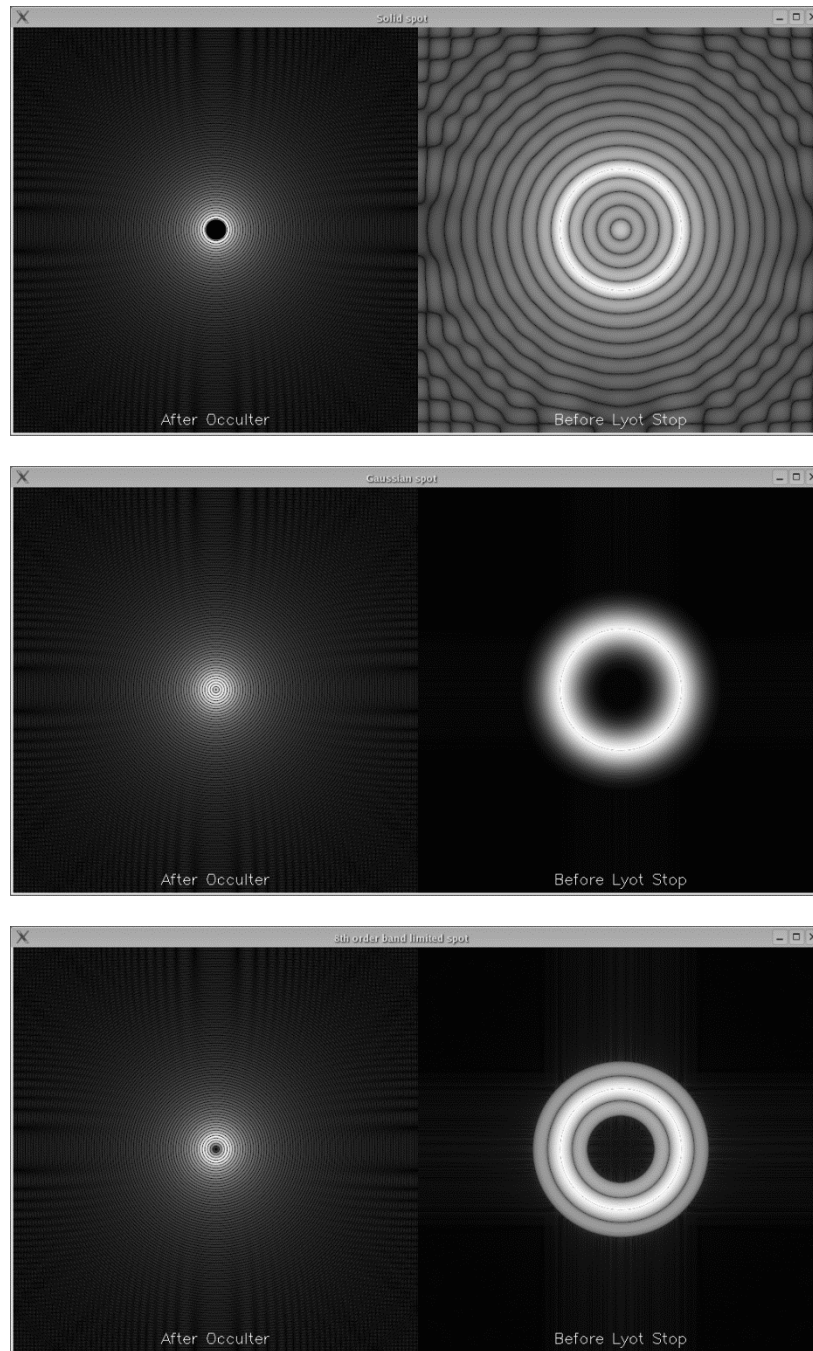 Solid spot
After Occulter
Before Lyot Stop
Gaussian spot
After Occulter
Before Lyot Stop
8th order band limited spot
After Occulter
Before Lyot Stop